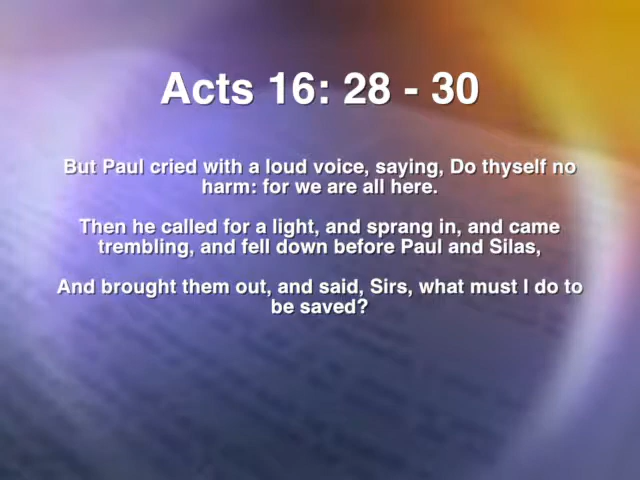 Acts 16: 28 - 30
But Paul cried with a loud voice, saying, Do thyself no
harm: for we are all here.
Then he called for a light, and sprang in, and came
trembling, and fell down before Paul and Silas,
And brought them out, and said, Sirs, what must I do to
be saved?